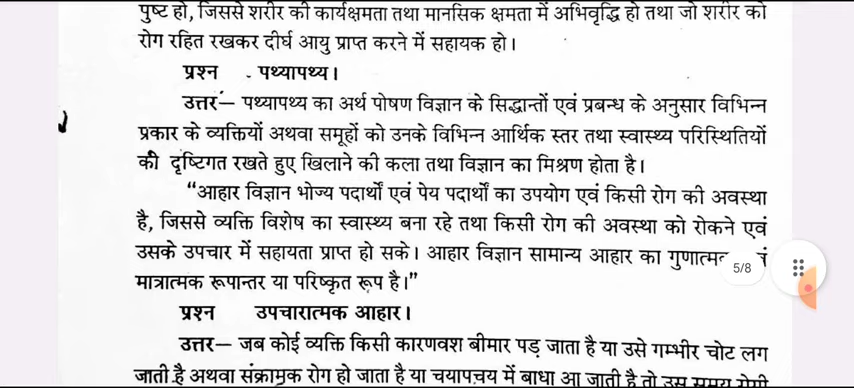 पुष्ट हो, जिससे शरीर की कार्यक्षमता तथा मानसिक क्षमता में अभिवृद्धि हो तथा जो शरीर को
रोग रहित रखकर दीर्घ आयु प्राप्त करने में सहायक हो।
प्रश्न . पथ्यापथ्य।
उत्तर– पथ्यापथ्य का अर्थ पोषण विज्ञान के सिद्धान्तों एवं प्रबन्ध के अनुसार विभिन्न
प्रकार के व्यक्तियों अथवा समूहों को उनके विभिन्न आर्थिक स्तर तथा स्वास्थ्य परिस्थितियों
की दृष्टिगत रखते हुए खिलाने की कला तथा विज्ञान का मिश्रण होता है।
“आहार विज्ञान भोज्य पदार्थों एवं पेय पदार्थों का उपयोग एवं किसी रोग की अवस्था
है, जिससे व्यक्ति विशेष का स्वास्थ्य बना रहे तथा किसी रोग की अवस्था को रोकने एवं
उसके उपचार में सहायता प्राप्त हो सके। आहार विज्ञान सामान्य आहार का
5/8
मात्रात्मक रूपान्तर या परिष्कृत रूप है।”
प्रश्न उपचारात्मक आहार।
उत्तर– जब कोई व्यक्ति किसी कारणवश बीमार पड़ जाता है या उसे गम्भीर चोट लग
जाती है अथवा संक्रामक रोग हो जाता है या चयापचय में बाधा आ जाती है तो उस समय रोगी